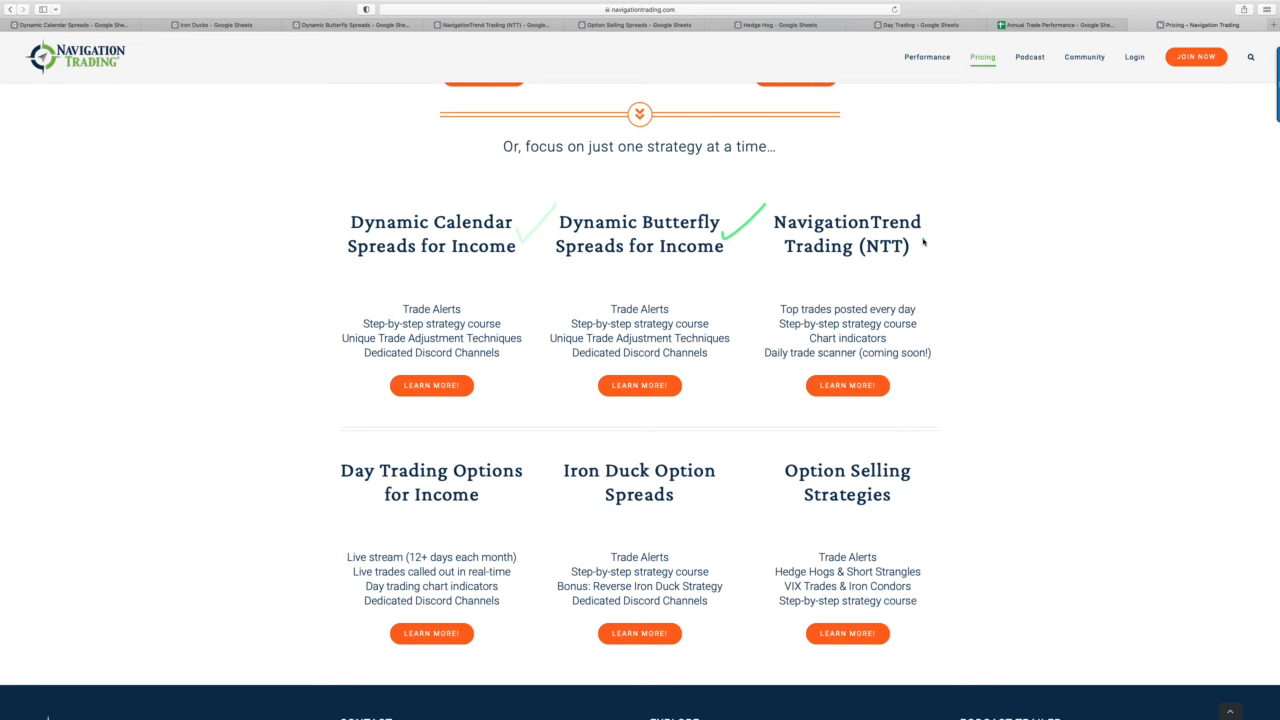 navigationtrading.com
Dynamic Calendar Spreads – Google She...
Iron Ducks – Google Sheets
Dynamic Butterfly Spreads – Google She...
NavigationTrend Trading (NTT) – Google...
Option Selling Spreads – Google Sheets
Hedge Hog – Google Sheets
Day Trading – Google Sheets
Annual Trade Performance – Google She...
Pricing – Navigation Trading
NAVIGATION
TRADING
Performance
Pricing
Podcast
Community
Login
JOIN NOW
Or, focus on just one strategy at a time...
Dynamic Calendar
Spreads for Income
Trade Alerts
Step-by-step strategy course
Unique Trade Adjustment Techniques
Dedicated Discord Channels
LEARN MORE!
Dynamic Butterfly
Spreads for Income
Trade Alerts
Step-by-step strategy course
Unique Trade Adjustment Techniques
Dedicated Discord Channels
LEARN MORE!
NavigationTrend
Trading (NTT)
Top trades posted every day
Step-by-step strategy course
Chart indicators
Daily trade scanner (coming soon!)
LEARN MORE!
Day Trading Options
for Income
Live stream (12+ days each month)
Live trades called out in real-time
Day trading chart indicators
Dedicated Discord Channels
LEARN MORE!
Iron Duck Option
Spreads
Trade Alerts
Step-by-step strategy course
Bonus: Reverse Iron Duck Strategy
Dedicated Discord Channels
LEARN MORE!
Option Selling
Strategies
Trade Alerts
Hedge Hogs & Short Strangles
VIX Trades & Iron Condors
Step-by-step strategy course
LEARN MORE!
CONTACT
EXPLORE
PODCAST TRAILER